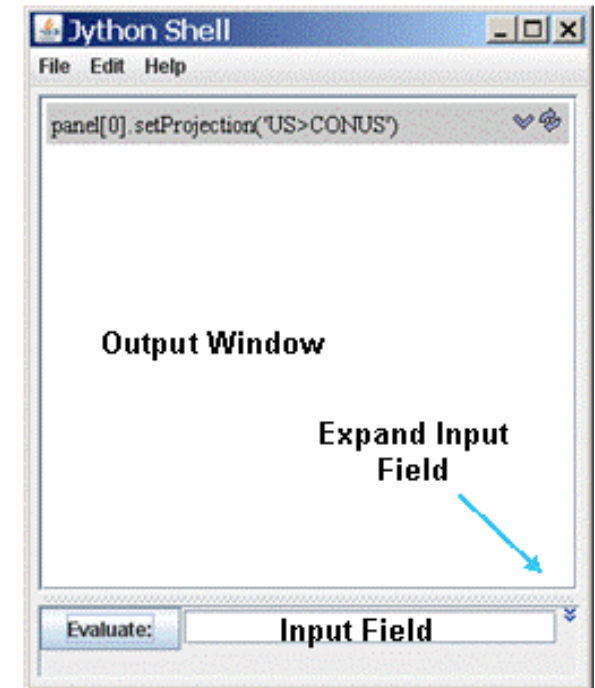 Jython Shell
File Edit Help
panel[0].setProjection('US>CONUS')
Output Window
Expand Input
Field
Evaluate: Input Field